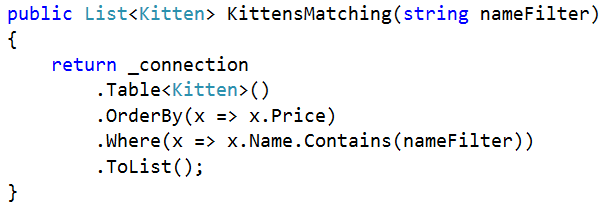 public List<Kitten> KittensMatching(string nameFilter)
{
    return _connection
        .Table<Kitten>()
        .OrderBy(x => x.Price)
        .Where(x => x.Name.Contains(nameFilter))
        .ToList();
}